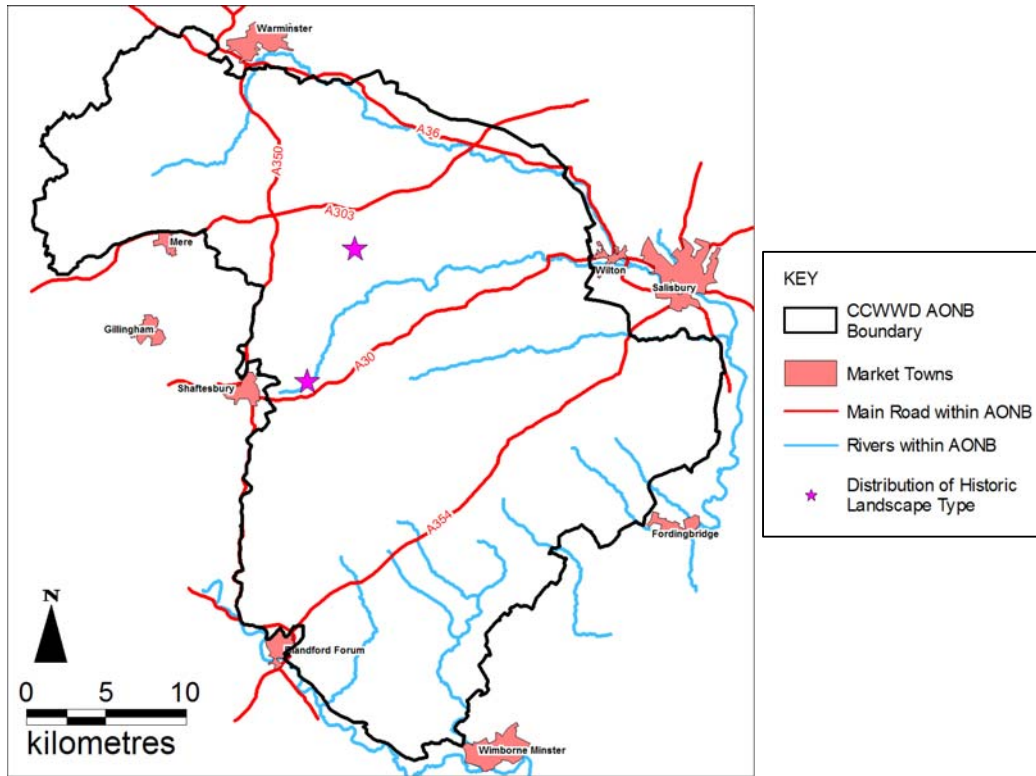 Warminster
A36
A350
A303
Mere
Wilton
Salisbury
Gillingham
A30
Shaftesbury
A354
Fordingbridge
N
Blandford Forum
0 5 10
kilometres
Wimborne Minster
KEY
CCWWD AONB
Boundary
Market Towns
Main Road within AONB
Rivers within AONB
Distribution of Historic
Landscape Type